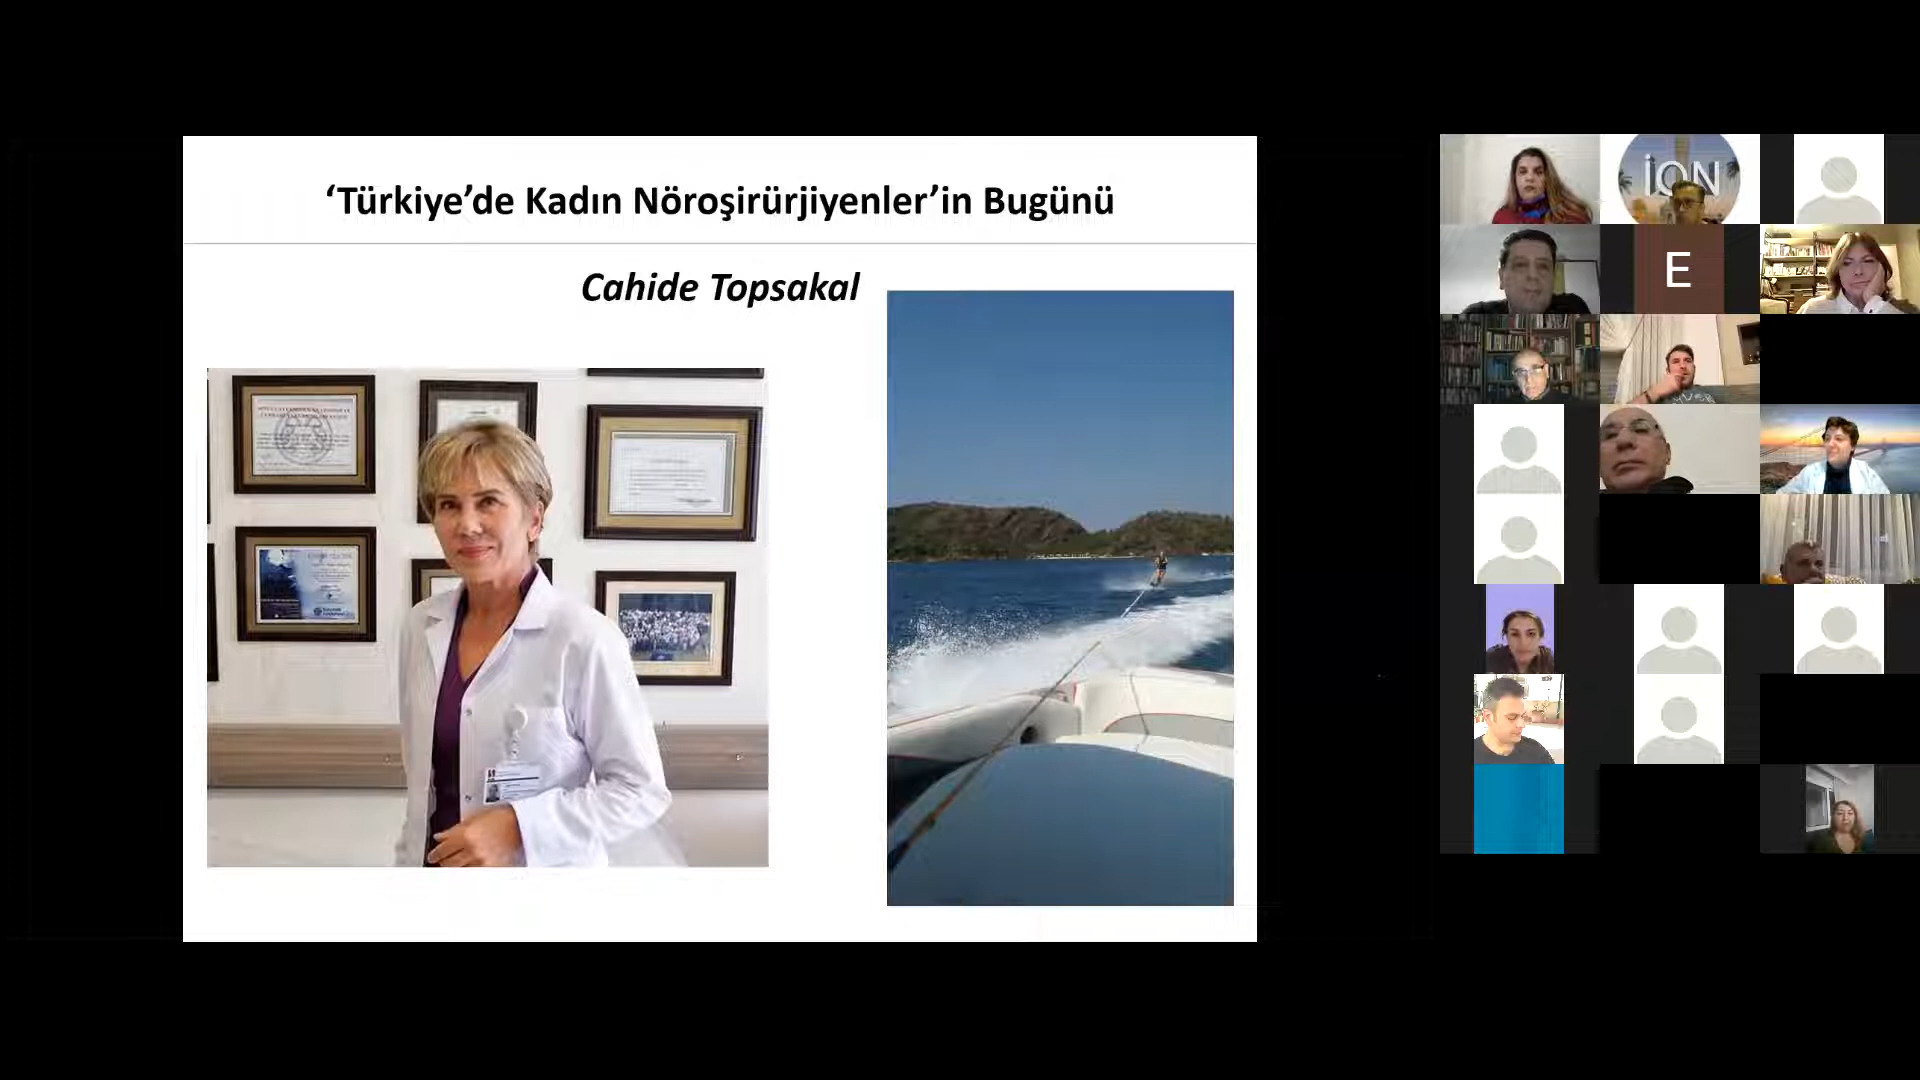 ‘Türkiye’de Kadın Nöroşirürjiyenler’in Bugünü
Cahide Topsakal
İON
E